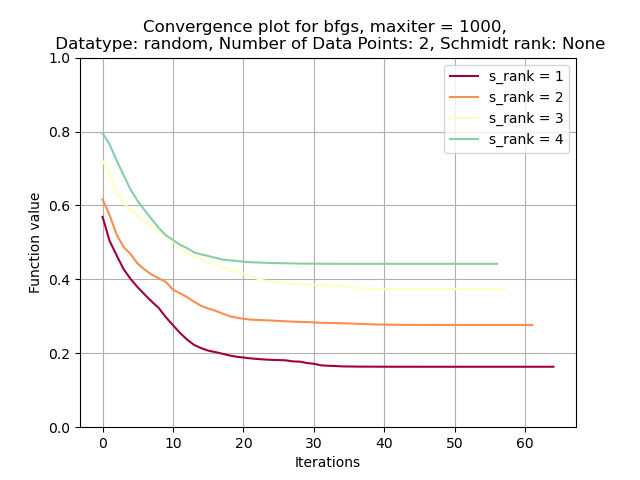 Convergence plot for bfgs, maxiter = 1000,
Datatype: random, Number of Data Points: 2, Schmidt rank: None
1.0
0.8
0.6
0.4
0.2
0.0
Function value
s_rank = 1
s_rank = 2
s_rank = 3
s_rank = 4
0 10 20 30 40 50 60
Iterations